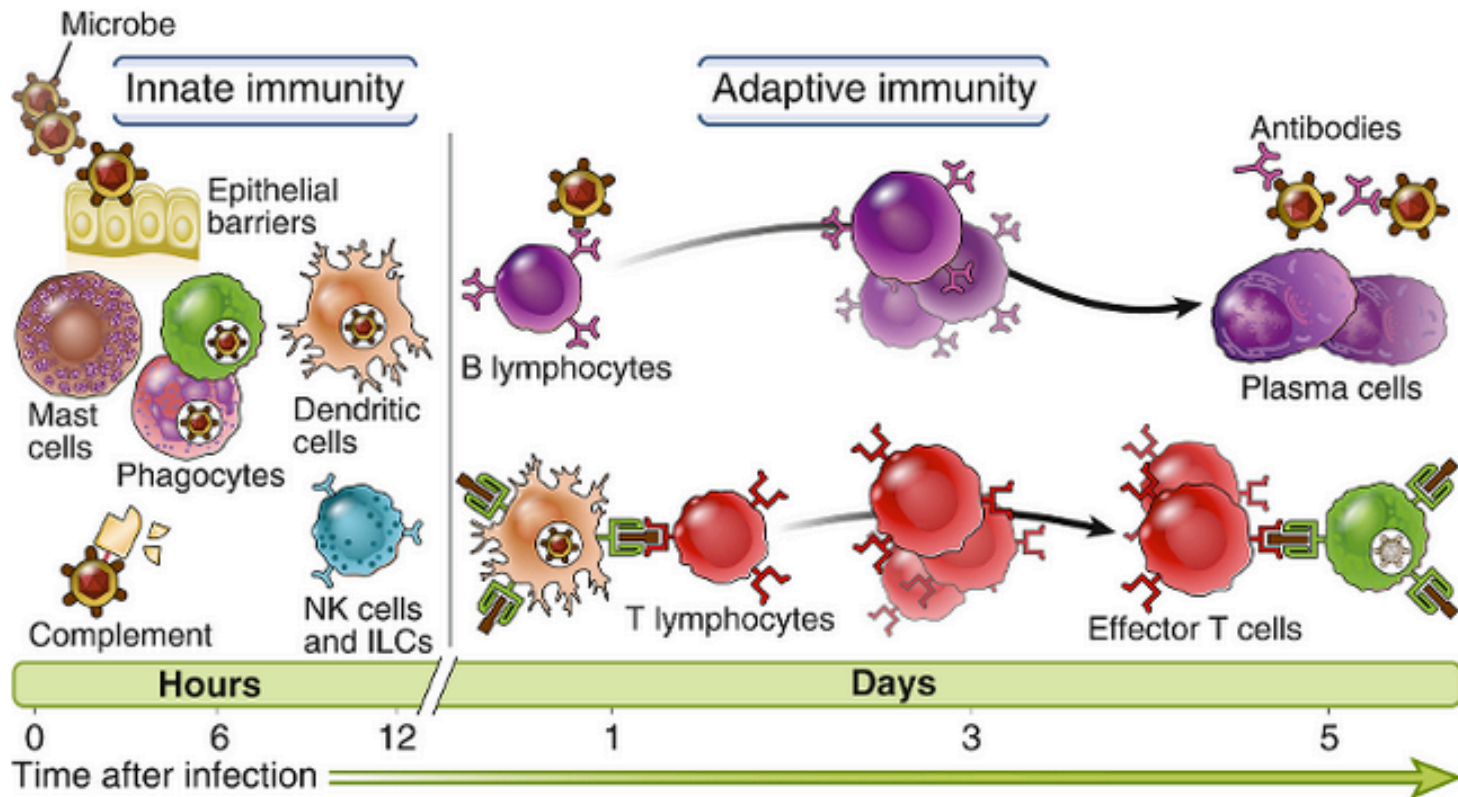 Microbe
Innate immunity
Adaptive immunity
Epithelial
barriers
Antibodies
Mast
cells
Phagocytes
Dendritic
cells
B lymphocytes
Plasma cells
Complement
NK cells
and ILCs
T lymphocytes
Effector T cells
Hours
Days
0 6 12 1 3 5
Time after infection